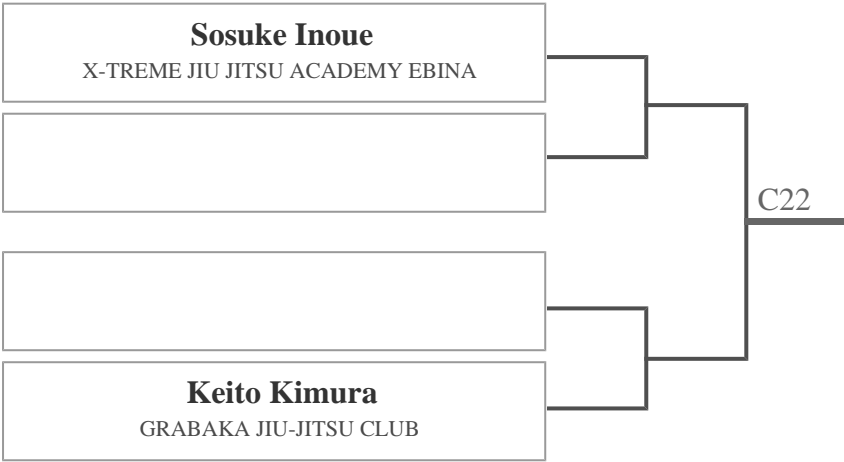 Sosuke Inoue
X-TREME JIU JITSU ACADEMY EBINA
C22
Keito Kimura
GRABAKA JIU-JITSU CLUB